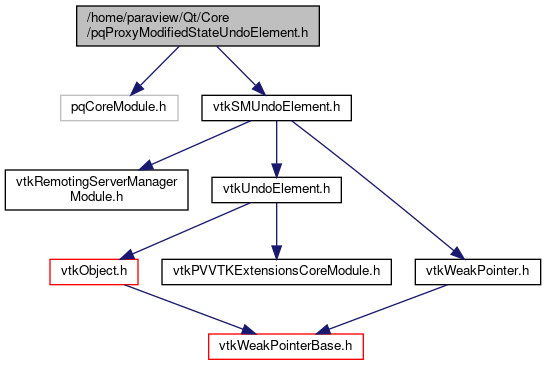 /home/paraview/Qt/Core
/pqProxyModifiedStateUndoElement.h
pqCoreModule.h
vtkSMUndoElement.h
vtkRemotingServerManager
Module.h
vtkUndoElement.h
vtkObject.h
vtkPVVTKExtensionsCoreModule.h
vtkWeakPointer.h
vtkWeakPointerBase.h